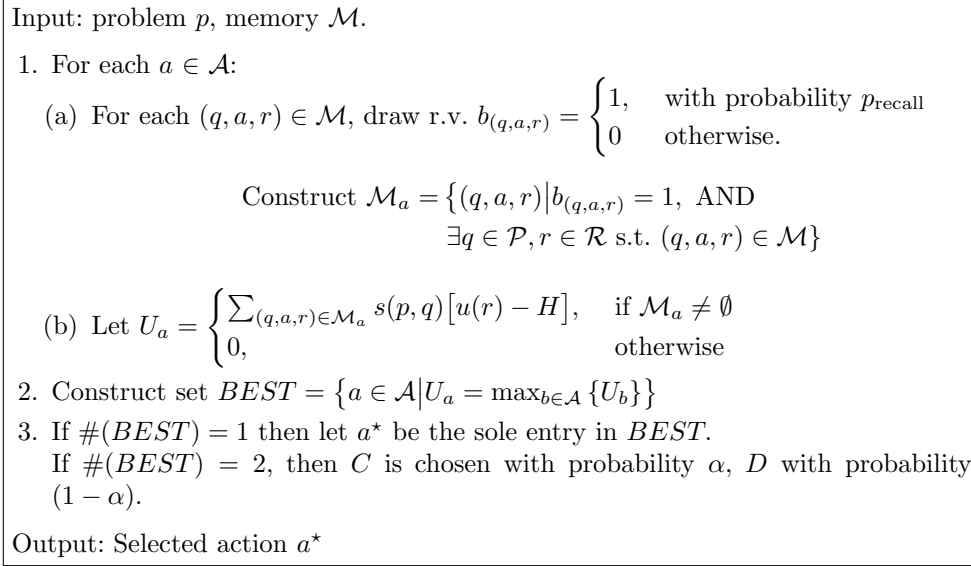 Input: problem p, memory ℳ.
1. For each a ∈ 𝒜:
(a) For each (q, a, r) ∈ ℳ, draw r.v. b_{(q,a,r)} = { 1, with probability p_{recall}
0 otherwise.
Construct ℳ_a = {(q, a, r)|b_{(q,a,r)} = 1, AND
∃q ∈ 𝒫, r ∈ ℛ s.t. (q, a, r) ∈ ℳ}
(b) Let U_a = { ∑_{(q,a,r)∈ℳ_a} s(p, q)[u(r) − H], if ℳ_a ≠ ∅
0, otherwise
2. Construct set BEST = {a ∈ 𝒜|U_a = max_{b∈𝒜} {U_b}}
3. If #(BEST) = 1 then let a* be the sole entry in BEST.
If #(BEST) = 2, then C is chosen with probability α, D with probability
(1 − α).
Output: Selected action a*